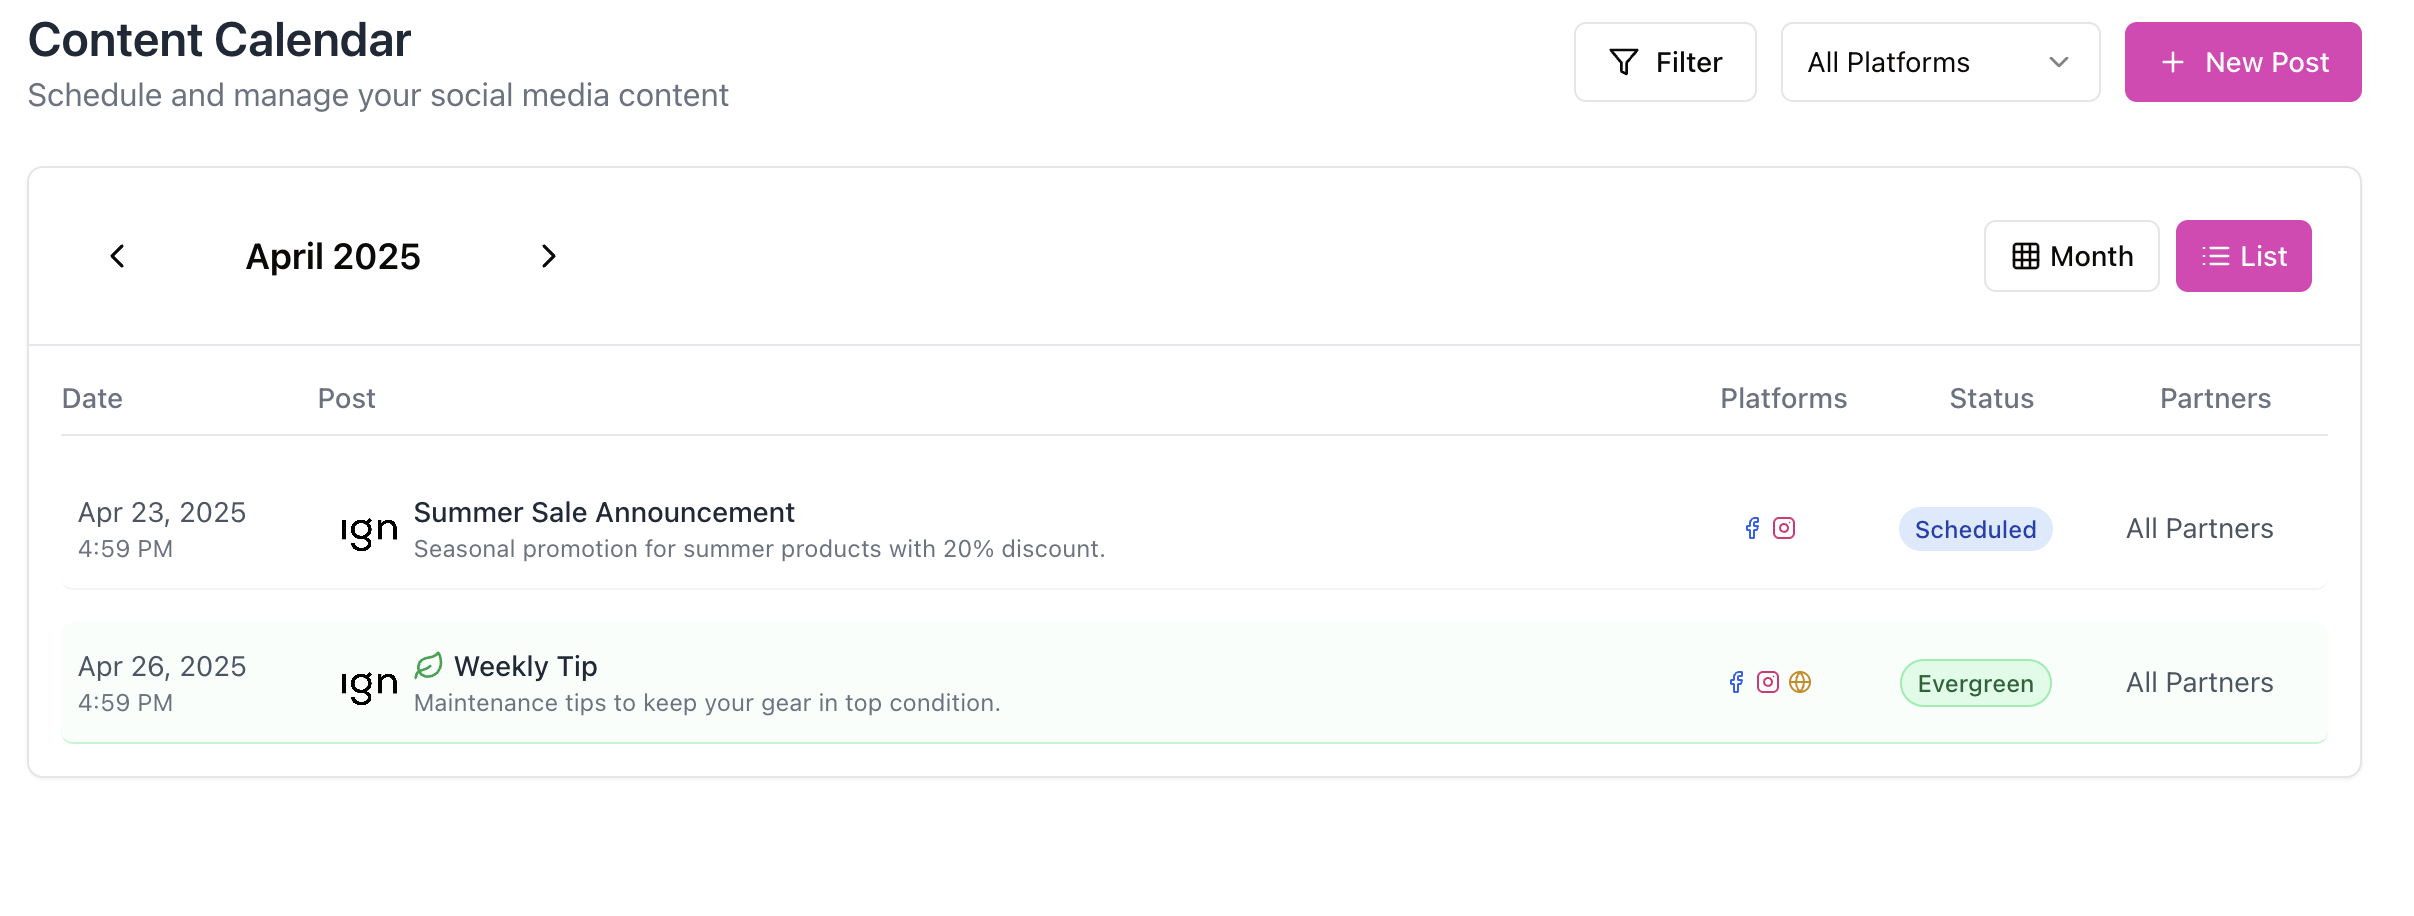 Content Calendar
Schedule and manage your social media content
Filter
All Platforms
New Post
April 2025
Month
List
Date
Post
Platforms
Status
Partners
Apr 23, 2025
4:59 PM
ign
Summer Sale Announcement
Seasonal promotion for summer products with 20% discount.
Scheduled
All Partners
Apr 26, 2025
4:59 PM
ign
Weekly Tip
Maintenance tips to keep your gear in top condition.
Evergreen
All Partners